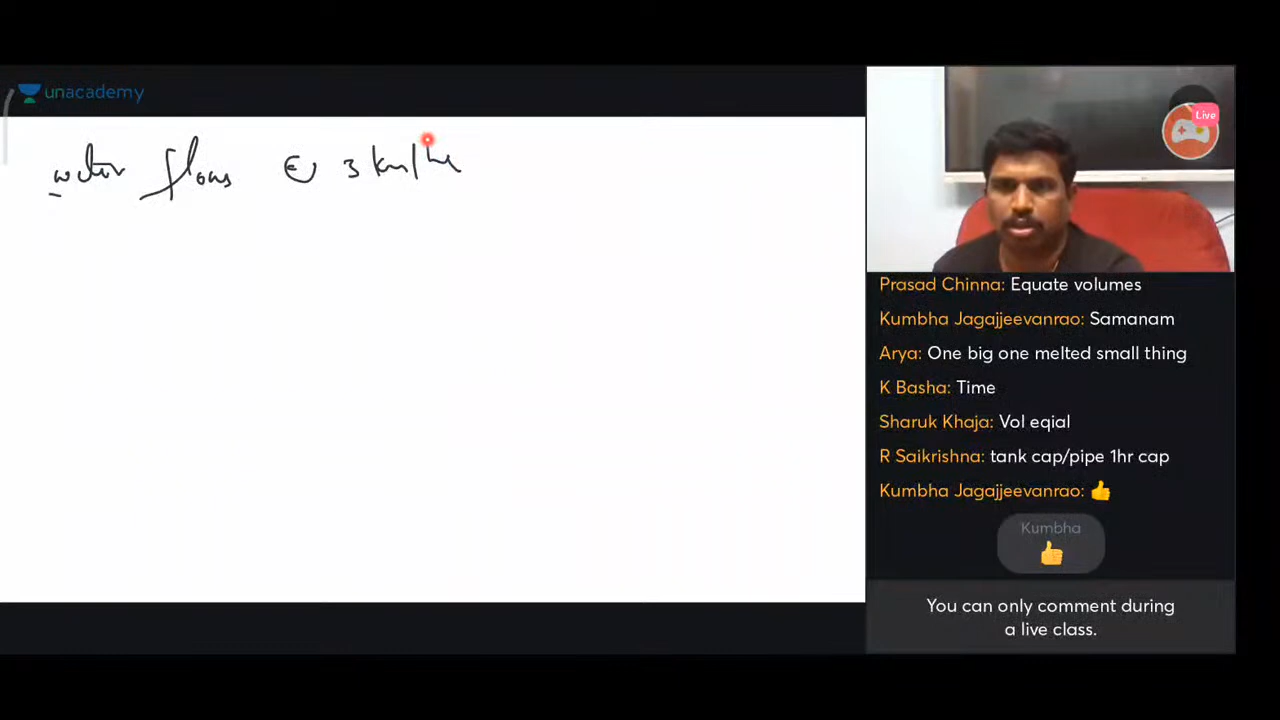 unacademy
water flows @ 3 km/hr
Live
Prasad Chinna: Equate volumes
Kumbha Jagajjeevanrao: Samanam
Arya: One big one melted small thing
K Basha: Time
Sharuk Khaja: Vol eqial
R Saikrishna: tank cap/pipe 1hr cap
Kumbha Jagajjeevanrao: 👍
Kumbha
👍
You can only comment during
a live class.